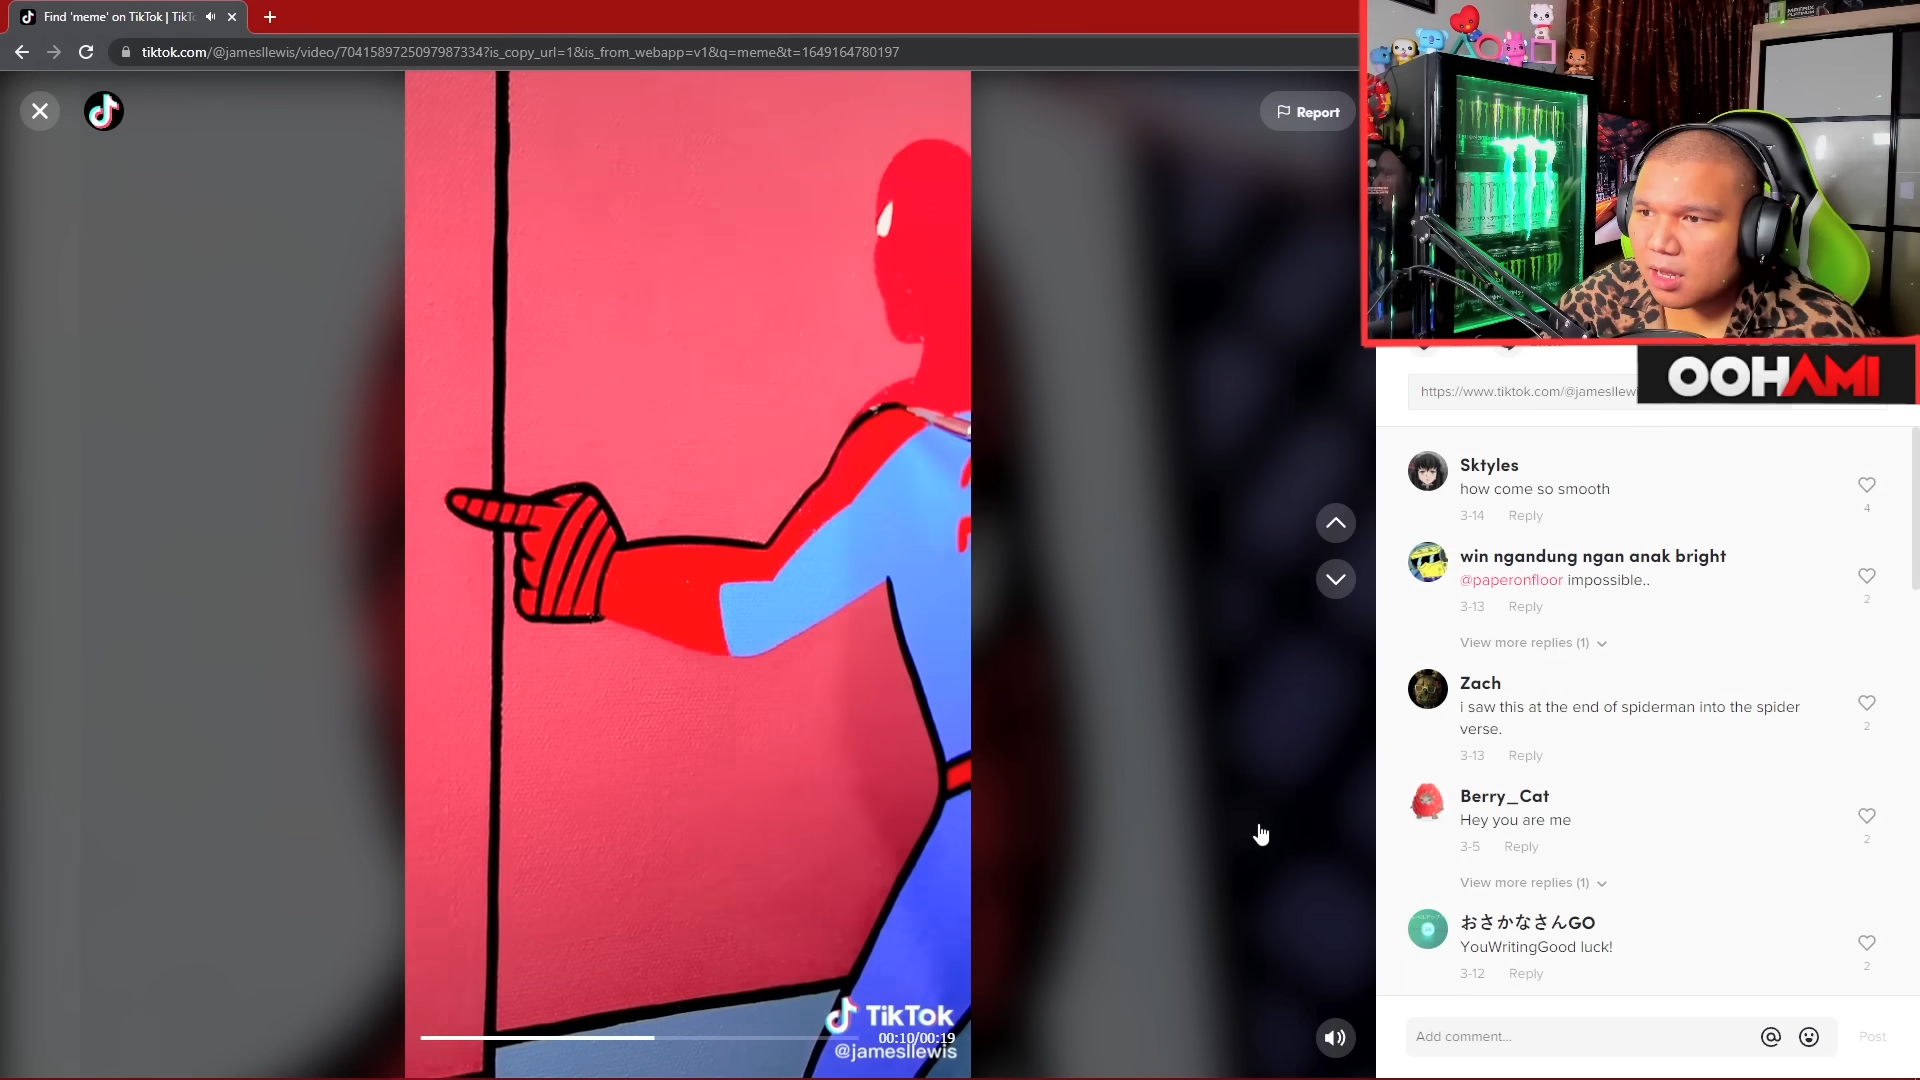 Find 'meme' on TikTok | TikTo
tiktok.com/@jamesllewis/video/7041589725097987334?is_copy_url=1&is_from_webapp=v1&q=meme&t=1649164780197
Report
OOHAMI
https://www.tiktok.com/@jamesllewi
Sktyles
how come so smooth
4
3-14 Reply
win ngandung ngan anak bright
@paperonfloor impossible..
2
3-13 Reply
View more replies (1)
Zach
i saw this at the end of spiderman into the spider
verse.
2
3-13 Reply
Berry_Cat
Hey you are me
2
3-5 Reply
View more replies (1)
おさかなさんGO
YouWritingGood luck!
2
3-12 Reply
TikTok
00:10/00:19
@jamesllewis
Add comment...
Post